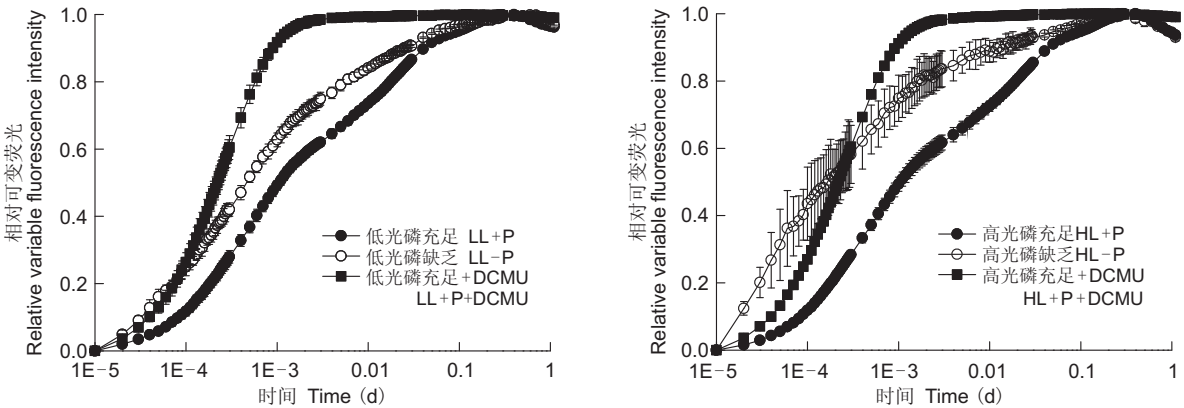 相对可变荧光
Relative variable fluorescence intensity
1.0
0.8
0.6
0.4
0.2
0.0
低光磷充足 LL+P
低光磷缺乏 LL−P
低光磷充足+DCMU
LL+P+DCMU
1E−5 1E−4 1E−3 0.01 0.1 1
时间 Time (d)
相对可变荧光
Relative variable fluorescence intensity
1.0
0.8
0.6
0.4
0.2
0.0
高光磷充足HL+P
高光磷缺乏HL−P
高光磷充足+DCMU
HL+P+DCMU
1E−5 1E−4 1E−3 0.01 0.1 1
时间 Time (d)